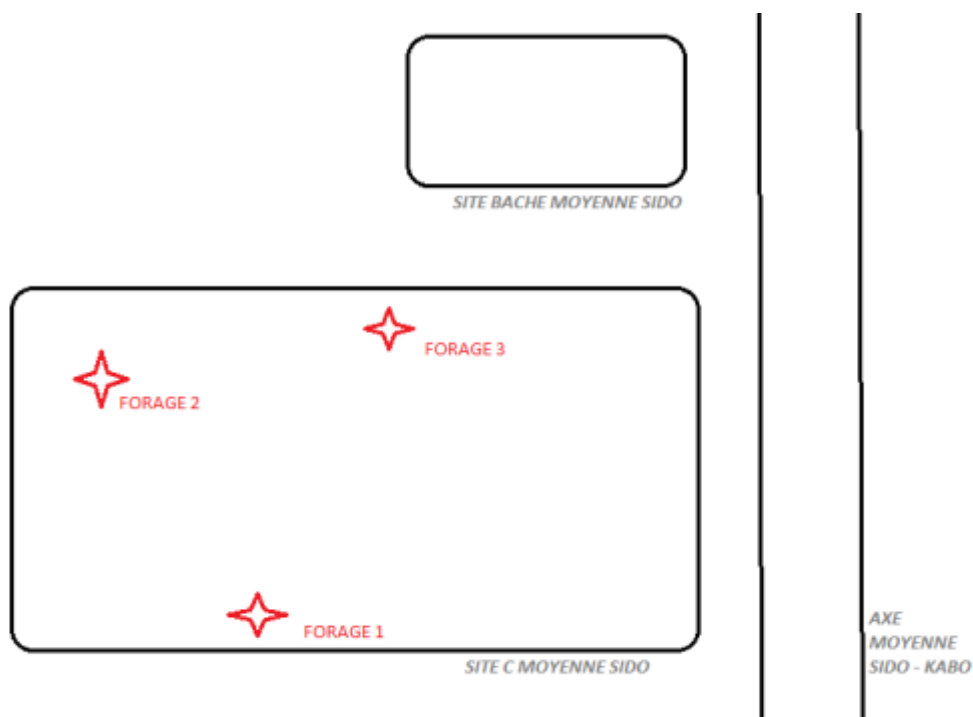 SITE BACHE MOYENNE SIDO
FORAGE 3
FORAGE 2
FORAGE 1
SITE C MOYENNE SIDO
AXE
MOYENNE
SIDO - KABO